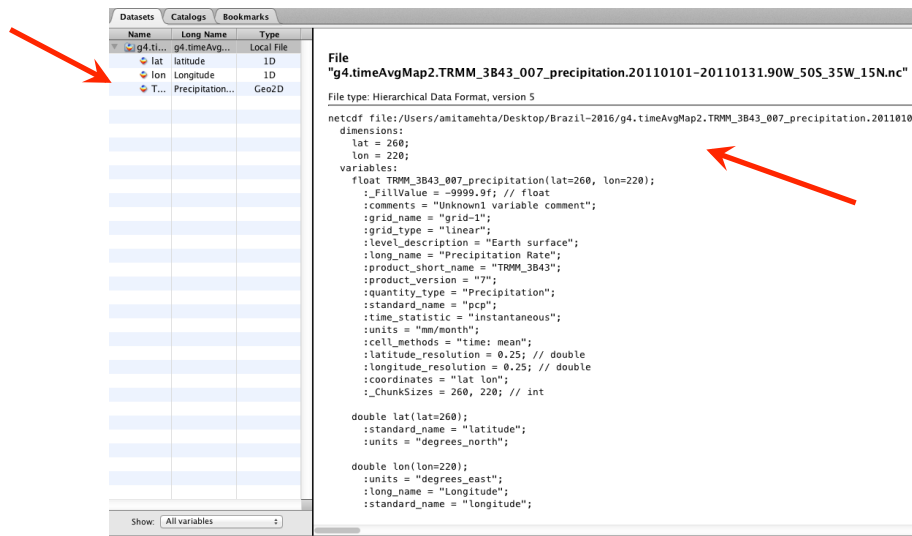 Datasets Catalogs Bookmarks
Name Long Name Type
g4.ti... g4.timeAvg... Local File
lat latitude 1D
lon Longitude 1D
T... Precipitation... Geo2D
Show: All variables
File
"g4.timeAvgMap2.TRMM_3B43_007_precipitation.20110101-20110131.90W_50S_35W_15N.nc"
File type: Hierarchical Data Format, version 5
netcdf file:/Users/amitamehta/Desktop/Brazil-2016/g4.timeAvgMap2.TRMM_3B43_007_precipitation.2011010
dimensions:
lat = 260;
lon = 220;
variables:
float TRMM_3B43_007_precipitation(lat=260, lon=220);
:_FillValue = -9999.9f; // float
:comments = "Unknown1 variable comment";
:grid_name = "grid-1";
:grid_type = "linear";
:level_description = "Earth surface";
:long_name = "Precipitation Rate";
:product_short_name = "TRMM_3B43";
:product_version = "7";
:quantity_type = "Precipitation";
:standard_name = "pcp";
:time_statistic = "instantaneous";
:units = "mm/month";
:cell_methods = "time: mean";
:latitude_resolution = 0.25; // double
:longitude_resolution = 0.25; // double
:coordinates = "lat lon";
:_ChunkSizes = 260, 220; // int
double lat(lat=260);
:standard_name = "latitude";
:units = "degrees_north";
double lon(lon=220);
:units = "degrees_east";
:long_name = "Longitude";
:standard_name = "longitude";